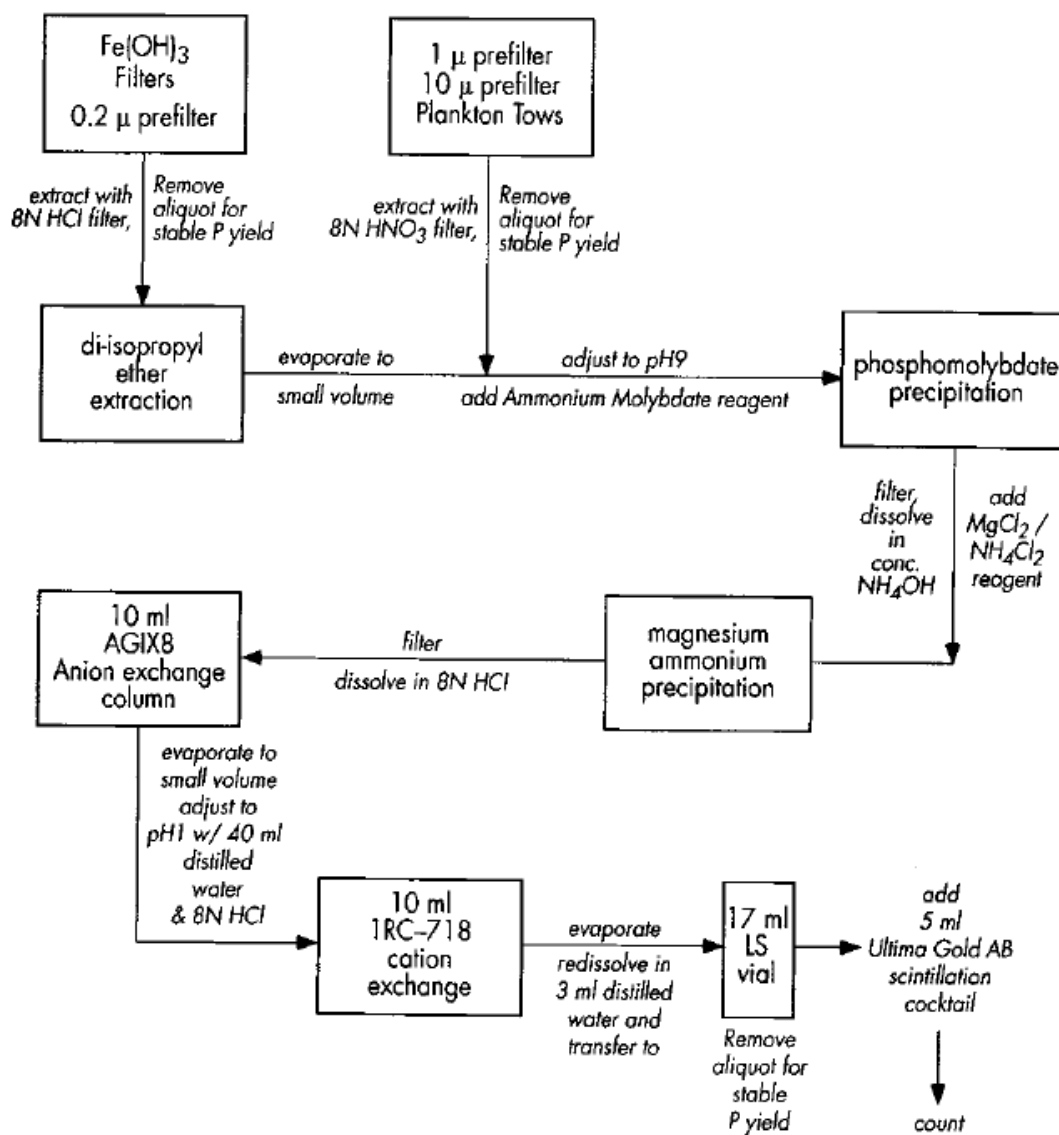 Fe(OH)3
Filters
0.2 μ prefilter
1 μ prefilter
10 μ prefilter
Plankton Tows
extract with
8N HCl filter,
Remove
aliquot for
stable P yield
extract with
8N HNO3 filter,
Remove
aliquot for
stable P yield
di-isopropyl
ether
extraction
evaporate to
small volume
adjust to pH9
add Ammonium Molybdate reagent
phosphomolybdate
precipitation
filter,
dissolve
in
conc.
NH4OH
add
MgCl2 /
NH4Cl2
reagent
magnesium
ammonium
precipitation
filter
dissolve in 8N HCl
10 ml
AGIX8
Anion exchange
column
evaporate to
small volume
adjust to
pH1 w/ 40 ml
distilled
water
& 8N HCl
10 ml
1RC–718
cation
exchange
evaporate
redissolve in
3 ml distilled
water and
transfer to
17 ml
LS
vial
Remove
aliquot for
stable
P yield
add
5 ml
Ultima Gold AB
scintillation
cocktail
count